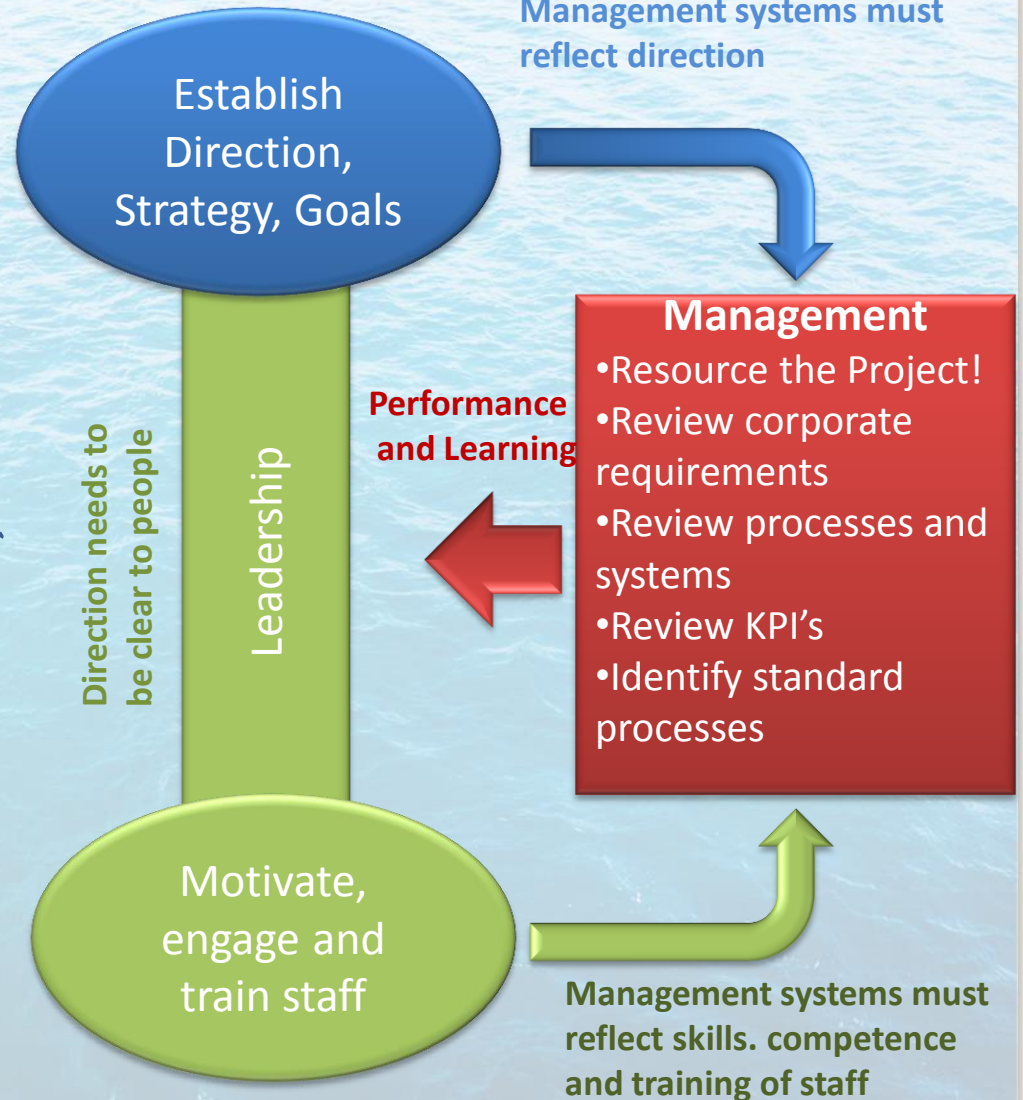 Management systems must
reflect direction
Establish
Direction,
Strategy, Goals
Management
•Resource the Project!
•Review corporate
requirements
•Review processes and
systems
•Review KPI’s
•Identify standard
processes
Performance
and Learning
Leadership
Direction needs to
be clear to people
Motivate,
engage and
train staff
Management systems must
reflect skills. competence
and training of staff